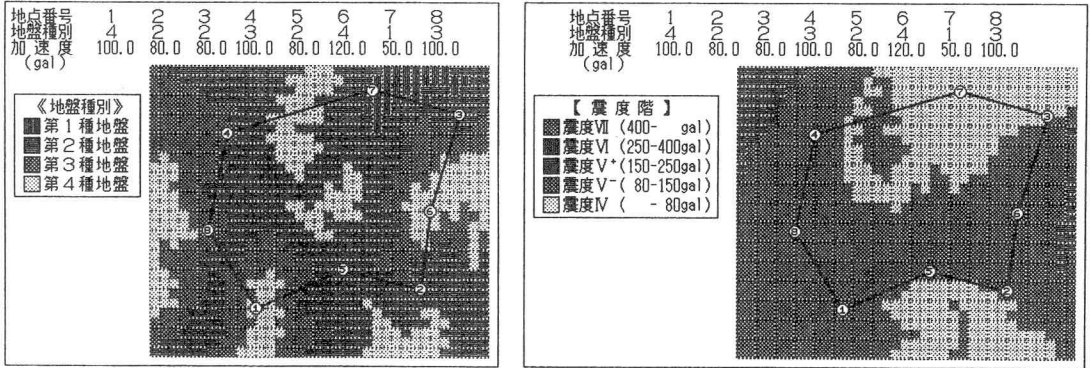 地点番号 1 2 3 4 5 6 7 8
地盤種別 4 2 2 3 2 4 1 3
加速度 100.0 80.0 80.0 100.0 80.0 120.0 50.0 100.0
(gal)
《地盤種別》
第1種地盤
第2種地盤
第3種地盤
第4種地盤
地点番号 1 2 3 4 5 6 7 8
地盤種別 4 2 2 3 2 4 1 3
加速度 100.0 80.0 80.0 100.0 80.0 120.0 50.0 100.0
(gal)
【震度階】
震度Ⅶ (400- gal)
震度Ⅵ (250-400gal)
震度Ⅴ⁺(150-250gal)
震度Ⅴ⁻( 80-150gal)
震度Ⅳ ( - 80gal)